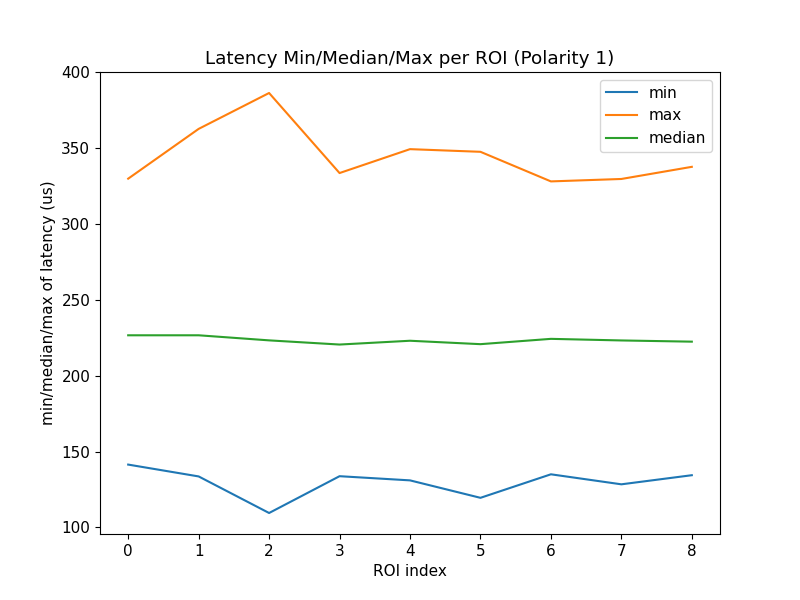 Latency Min/Median/Max per ROI (Polarity 1)
min
max
median
min/median/max of latency (us)
400
350
300
250
200
150
100
0 1 2 3 4 5 6 7 8
ROI index